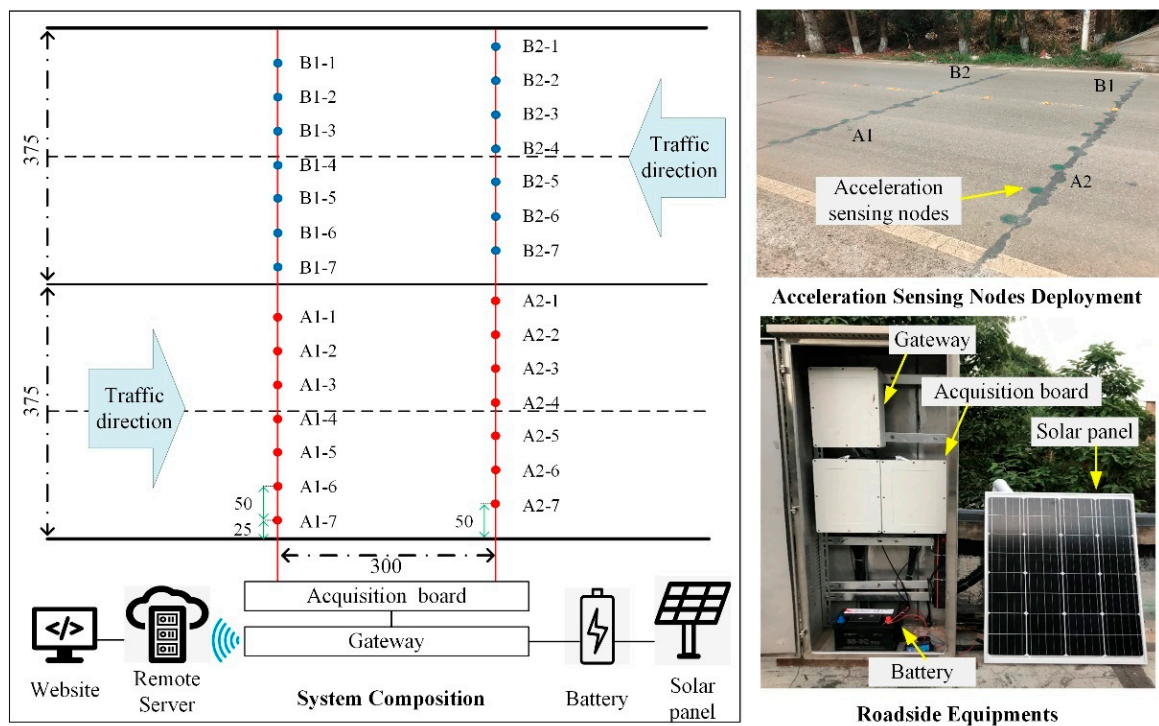 375
375
B1-1
B1-2
B1-3
B1-4
B1-5
B1-6
B1-7
B2-1
B2-2
B2-3
B2-4
B2-5
B2-6
B2-7
Traffic
direction
A1-1
A1-2
A1-3
A1-4
A1-5
A1-6
A1-7
A2-1
A2-2
A2-3
A2-4
A2-5
A2-6
A2-7
Traffic
direction
50
25
50
300
Acquisition board
Gateway
Website
Remote
Server
System Composition
Battery
Solar
panel
B2
B1
A1
A2
Acceleration
sensing nodes
Acceleration Sensing Nodes Deployment
Gateway
Acquisition board
Solar panel
Battery
Roadside Equipments